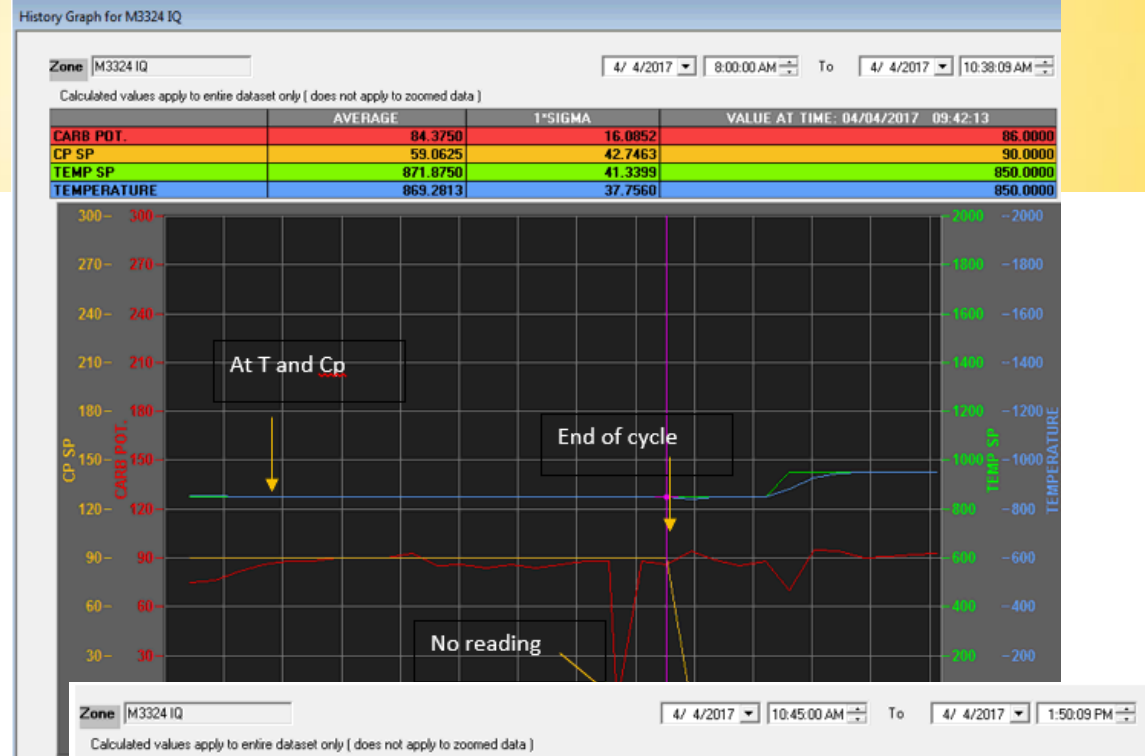 History Graph for M3324 IQ
Zone M3324 IQ 4/ 4/2017 8:00:00 AM To 4/ 4/2017 10:38:09 AM
Calculated values apply to entire dataset only ( does not apply to zoomed data )
AVERAGE 1*SIGMA VALUE AT TIME: 04/04/2017 09:42:13
CARB POT. 84.3750 16.0852 86.0000
CP SP 59.0625 42.7463 90.0000
TEMP SP 871.8750 41.3399 850.0000
TEMPERATURE 869.2813 37.7560 850.0000
300 300 2000 2000
270 270 1800 1800
240 240 1600 1600
210 210 1400 1400
At T and Cp
180 180 1200 1200
End of cycle
150 150 1000 1000
CP SP
CARB POT.
TEMP SP
TEMPERATURE
120 120 800 800
90 90 600 600
60 60 400 400
No reading
30 30 200 200
Zone M3324 IQ 4/ 4/2017 10:45:00 AM To 4/ 4/2017 1:50:09 PM
Calculated values apply to entire dataset only ( does not apply to zoomed data )